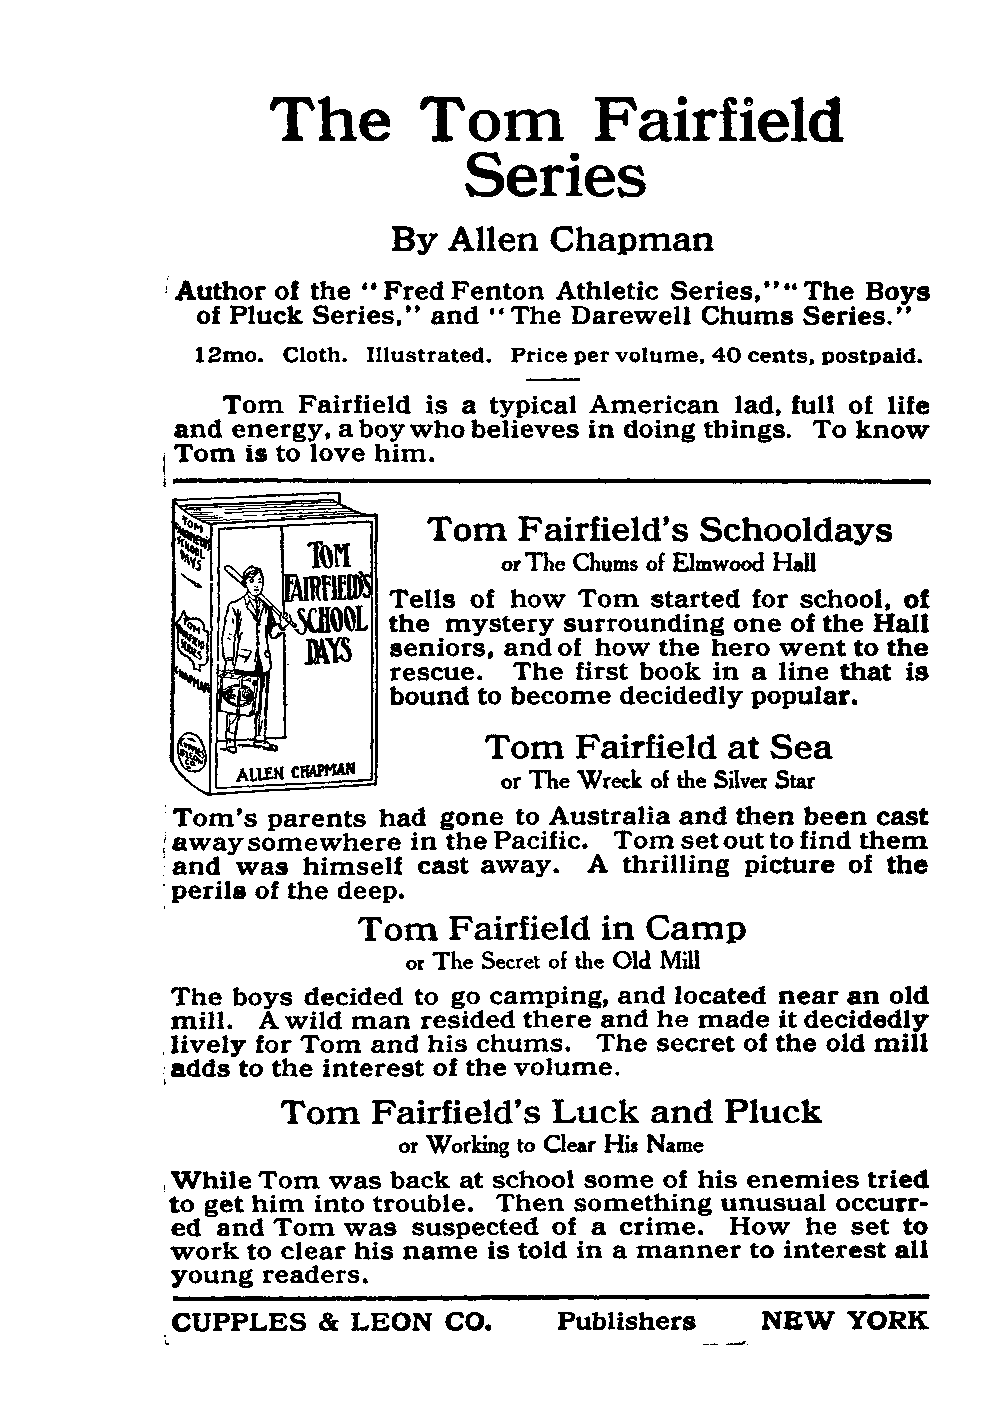 The Tom Fairfield
Series
By Allen Chapman
Author of the "Fred Fenton Athletic Series," "The Boys
of Pluck Series," and "The Darewell Chums Series."
12mo. Cloth. Illustrated. Price per volume, 40 cents, postpaid.
Tom Fairfield is a typical American lad, full of life
and energy, a boy who believes in doing things. To know
Tom is to love him.
TOM
FAIRFIELD'S
SCHOOL
DAYS
TOM FAIRFIELD SERIES
CHAPMAN
TOM
FAIRFIELD'S
SCHOOL
DAYS
ALLEN CHAPMAN
Tom Fairfield's Schooldays
or The Chums of Elmwood Hall
Tells of how Tom started for school, of
the mystery surrounding one of the Hall
seniors, and of how the hero went to the
rescue. The first book in a line that is
bound to become decidedly popular.
Tom Fairfield at Sea
or The Wreck of the Silver Star
Tom's parents had gone to Australia and then been cast
away somewhere in the Pacific. Tom set out to find them
and was himself cast away. A thrilling picture of the
perils of the deep.
Tom Fairfield in Camp
or The Secret of the Old Mill
The boys decided to go camping, and located near an old
mill. A wild man resided there and he made it decidedly
lively for Tom and his chums. The secret of the old mill
adds to the interest of the volume.
Tom Fairfield's Luck and Pluck
or Working to Clear His Name
While Tom was back at school some of his enemies tried
to get him into trouble. Then something unusual occurr-
ed and Tom was suspected of a crime. How he set to
work to clear his name is told in a manner to interest all
young readers.
CUPPLES & LEON CO. Publishers NEW YORK